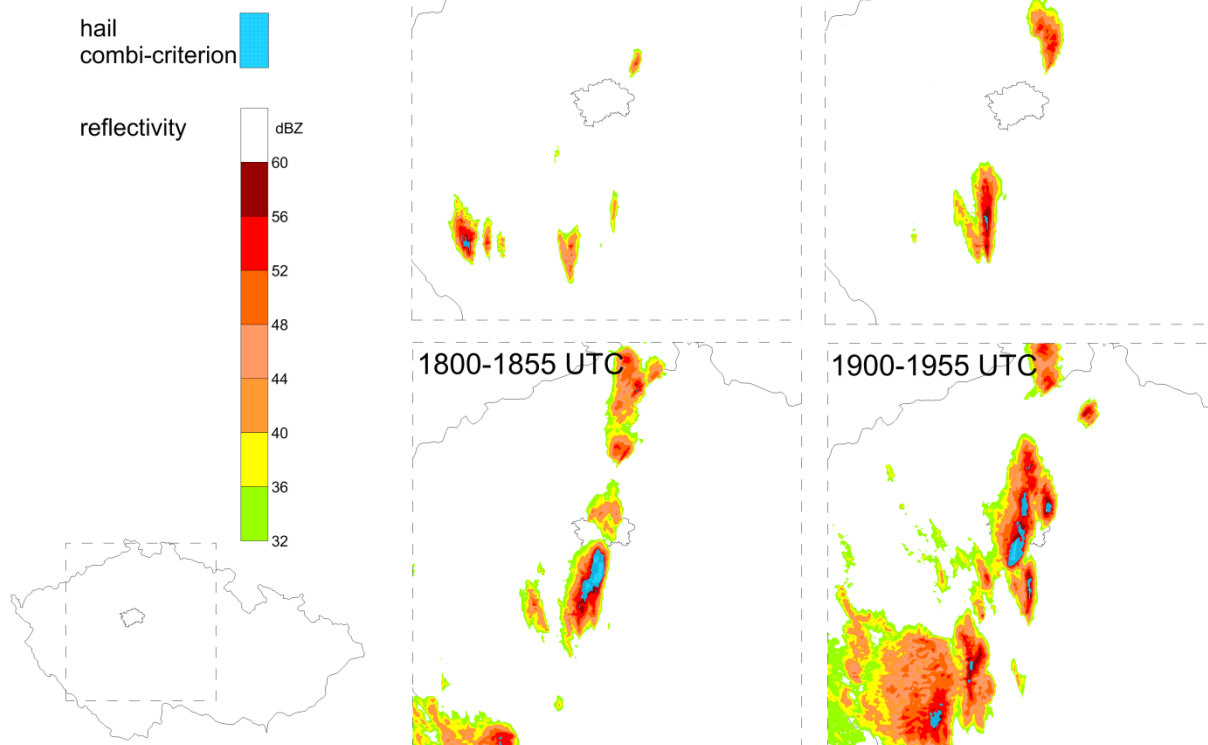 hail
combi-criterion
reflectivity
dBZ
60
56
52
48
44
40
36
32
1800-1855 UTC
1900-1955 UTC